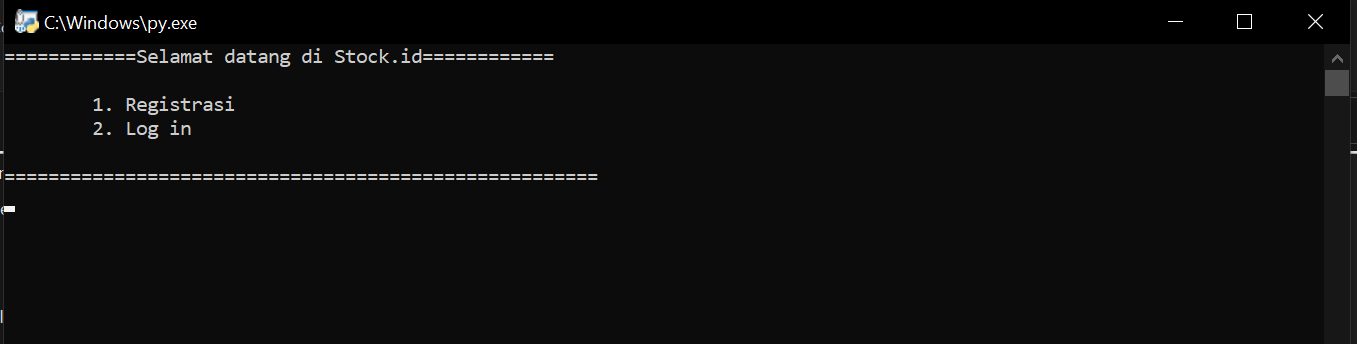 C:\Windows\py.exe
============Selamat datang di Stock.id============
1. Registrasi
2. Log in
======================================================